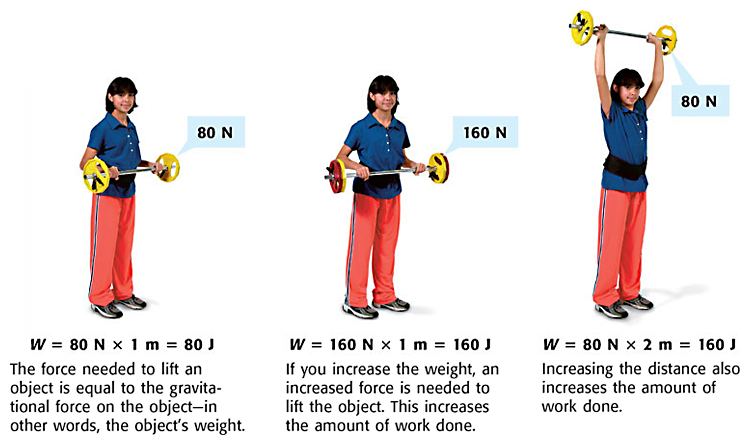 80 N
160 N
80 N
W = 80 N × 1 m = 80 J
The force needed to lift an
object is equal to the gravita-
tional force on the object—in
other words, the object's weight.
W = 160 N × 1 m = 160 J
If you increase the weight, an
increased force is needed to
lift the object. This increases
the amount of work done.
W = 80 N × 2 m = 160 J
Increasing the distance also
increases the amount of
work done.